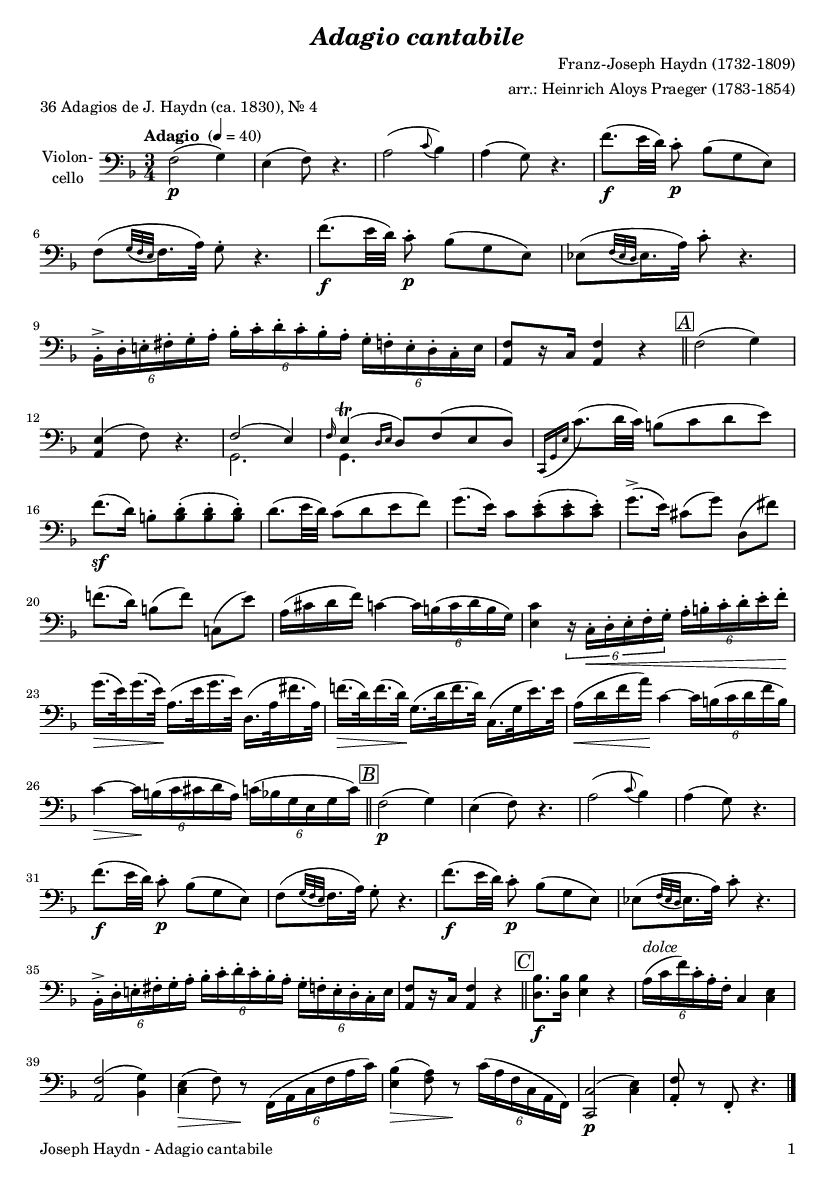 Adagio cantabile
Franz-Joseph Haydn (1732-1809)
arr.: Heinrich Aloys Praeger (1783-1854)
36 Adagios de J. Haydn (ca. 1830), № 4
Adagio (♩ = 40)
Violon-
cello
3
4
p
f
p
6
f
p
9
A
6
6
6
12
tr
16
sf
20
6
6
6
23
6
26
B
6
6
p
31
f
p
f
p
35
C
dolce
6
6
6
f
6
39
6
6
p
Joseph Haydn - Adagio cantabile
1